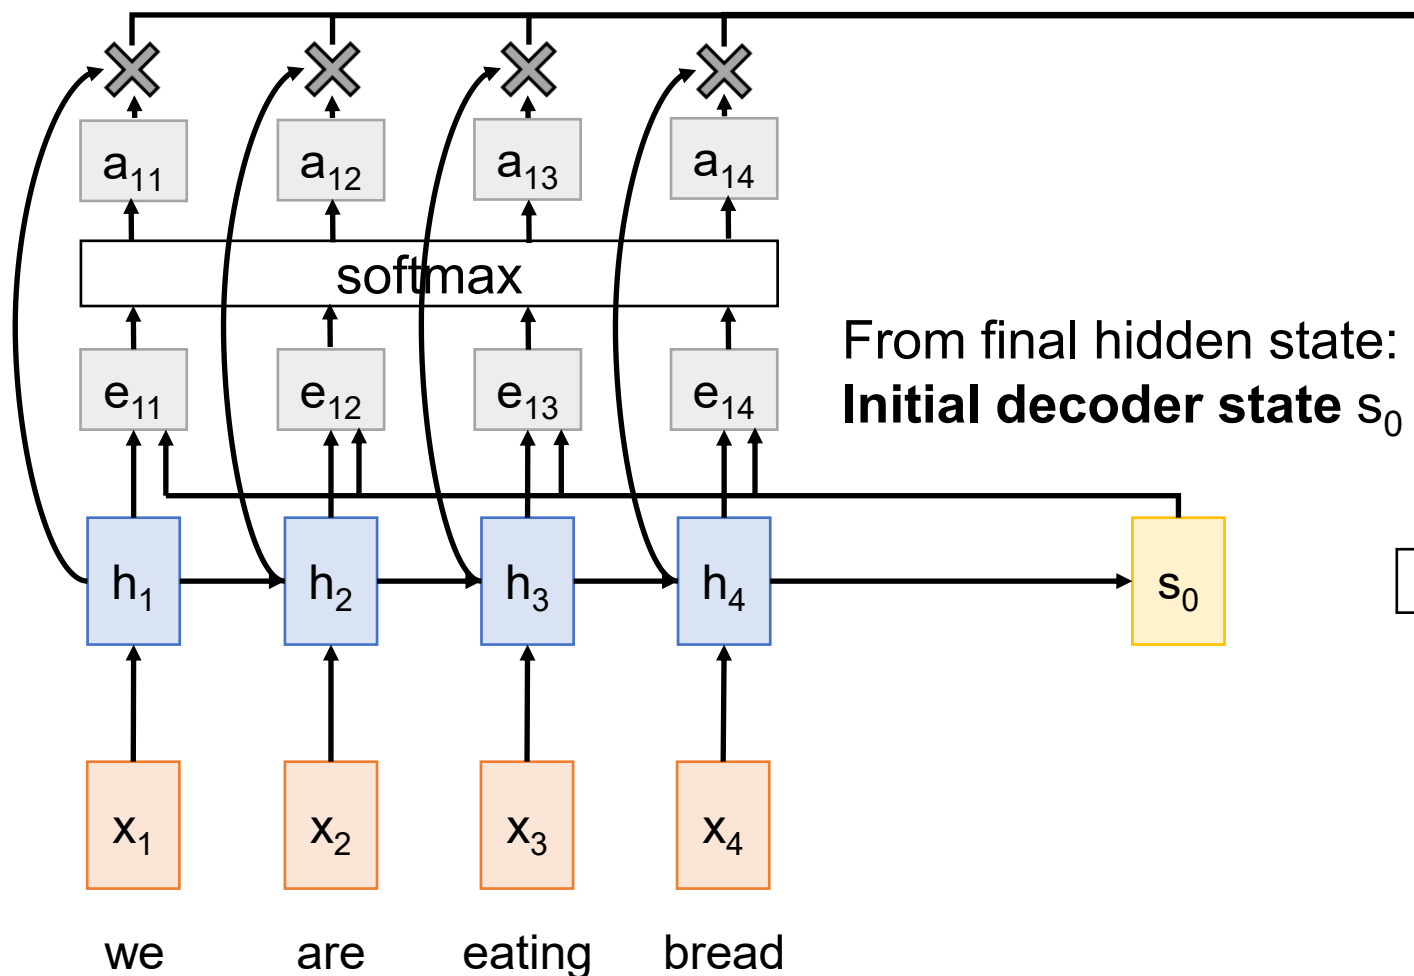 a₁₁ a₁₂ a₁₃ a₁₄
softmax
From final hidden state:
Initial decoder state s₀
e₁₁ e₁₂ e₁₃ e₁₄
h₁ h₂ h₃ h₄ s₀
x₁ x₂ x₃ x₄
we are eating bread